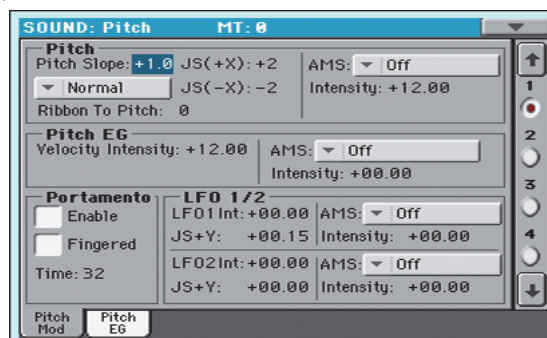 SOUND: Pitch MT: 0
Pitch
Pitch Slope: +1.0 JS(+X): +2 AMS: Off
Normal JS(-X): -2 Intensity: +12.00
Ribbon To Pitch: 0
1
Pitch EG
Velocity Intensity: +12.00 AMS: Off
Intensity: +00.00
2
3
4
Portamento LFO 1/2
Enable LFO1 Int: +00.00 AMS: Off
Fingered JS+Y: +00.15 Intensity: +00.00
Time: 32 LFO2 Int: +00.00 AMS: Off
JS+Y: +00.00 Intensity: +00.00
Pitch Mod Pitch EG